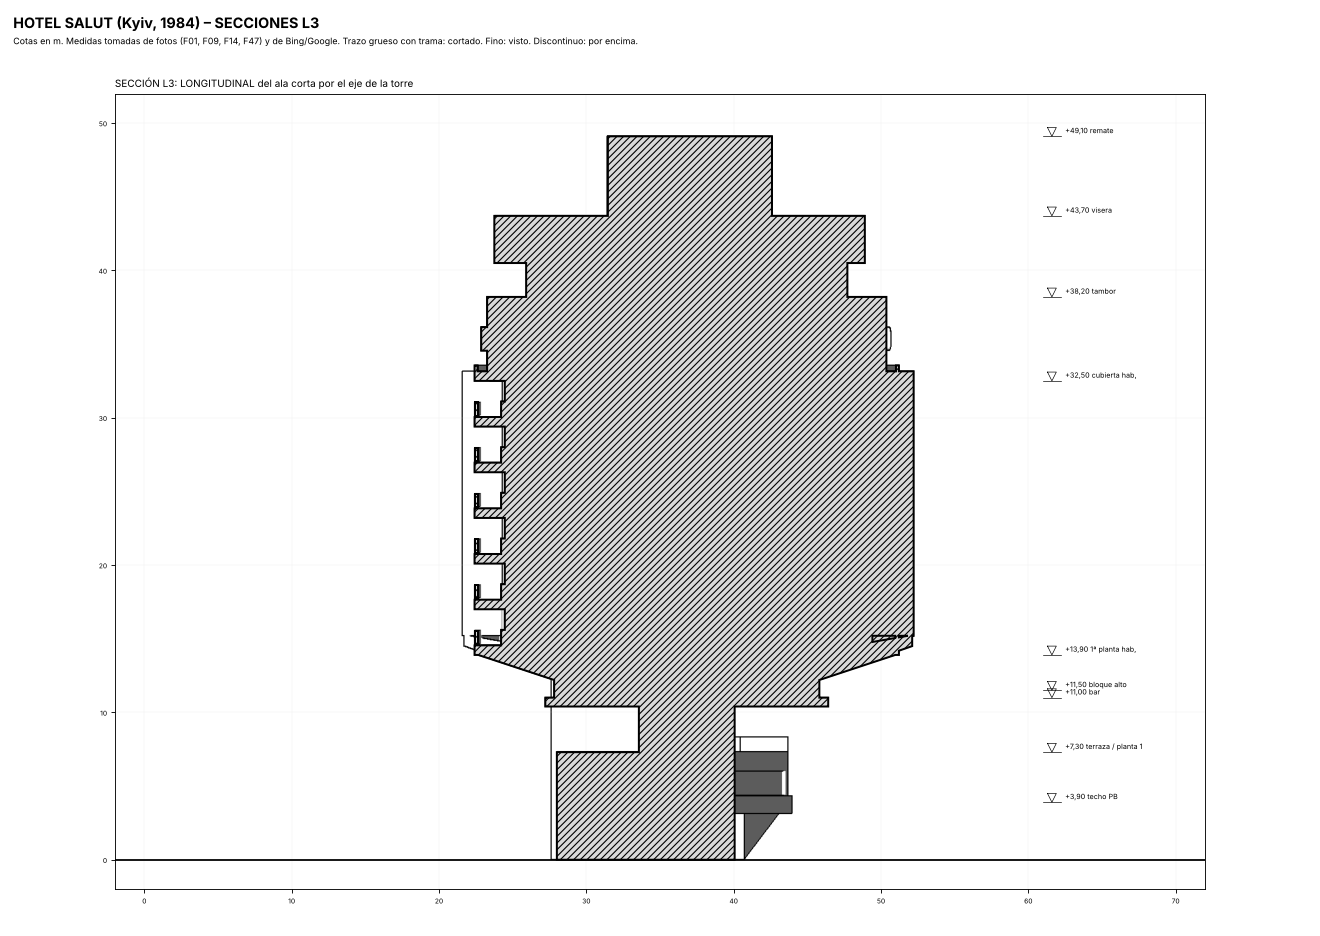 HOTEL SALUT (Kyiv, 1984) – SECCIONES L3
Cotas en m. Medidas tomadas de fotos (F01, F09, F14, F47) y de Bing/Google. Trazo grueso con trama: cortado. Fino: visto. Discontinuo: por encima.
SECCIÓN L3: LONGITUDINAL del ala corta por el eje de la torre
50
+49,10 remate
+43,70 visera
40
+38,20 tambor
+32,50 cubierta hab,
30
20
+13,90 1ª planta hab,
+11,50 bloque alto
+11,00 bar
10
+7,30 terraza / planta 1
+3,90 techo PB
0
0 10 20 30 40 50 60 70